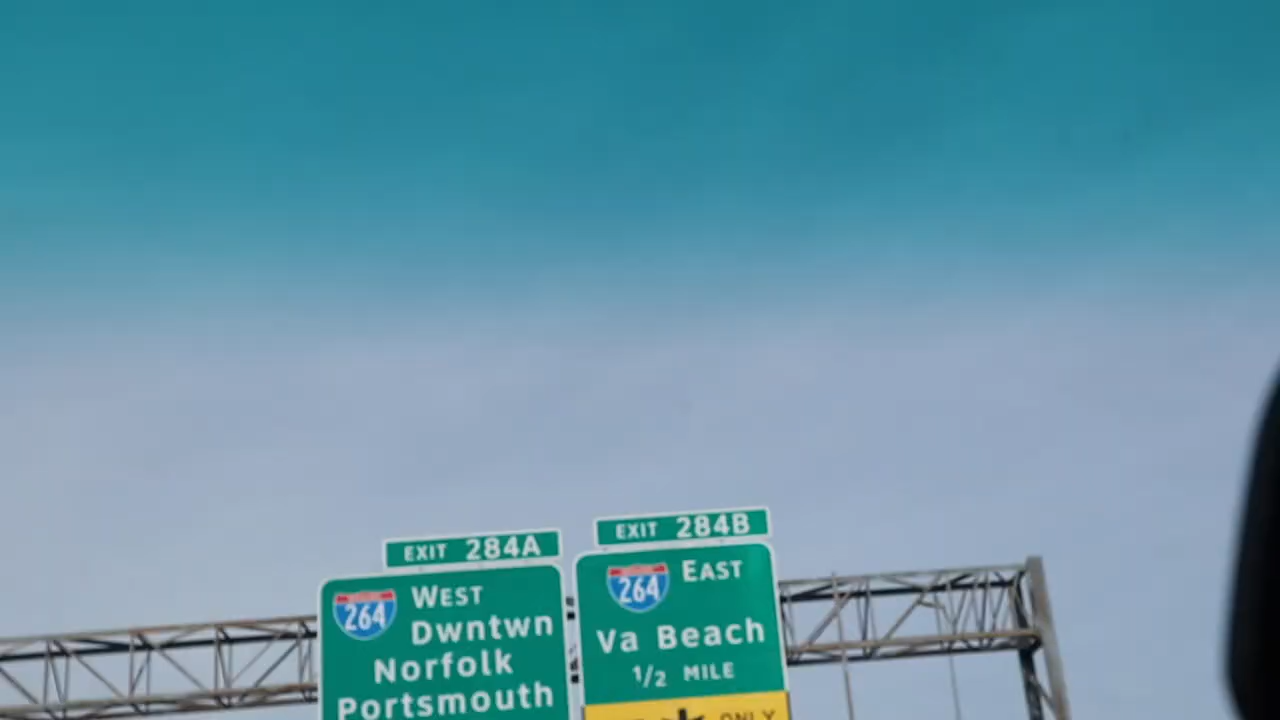 EXIT 284A
264 WEST
Dwntwn
Norfolk
Portsmouth
EXIT 284B
264 EAST
Va Beach
1/2 MILE
ONLY